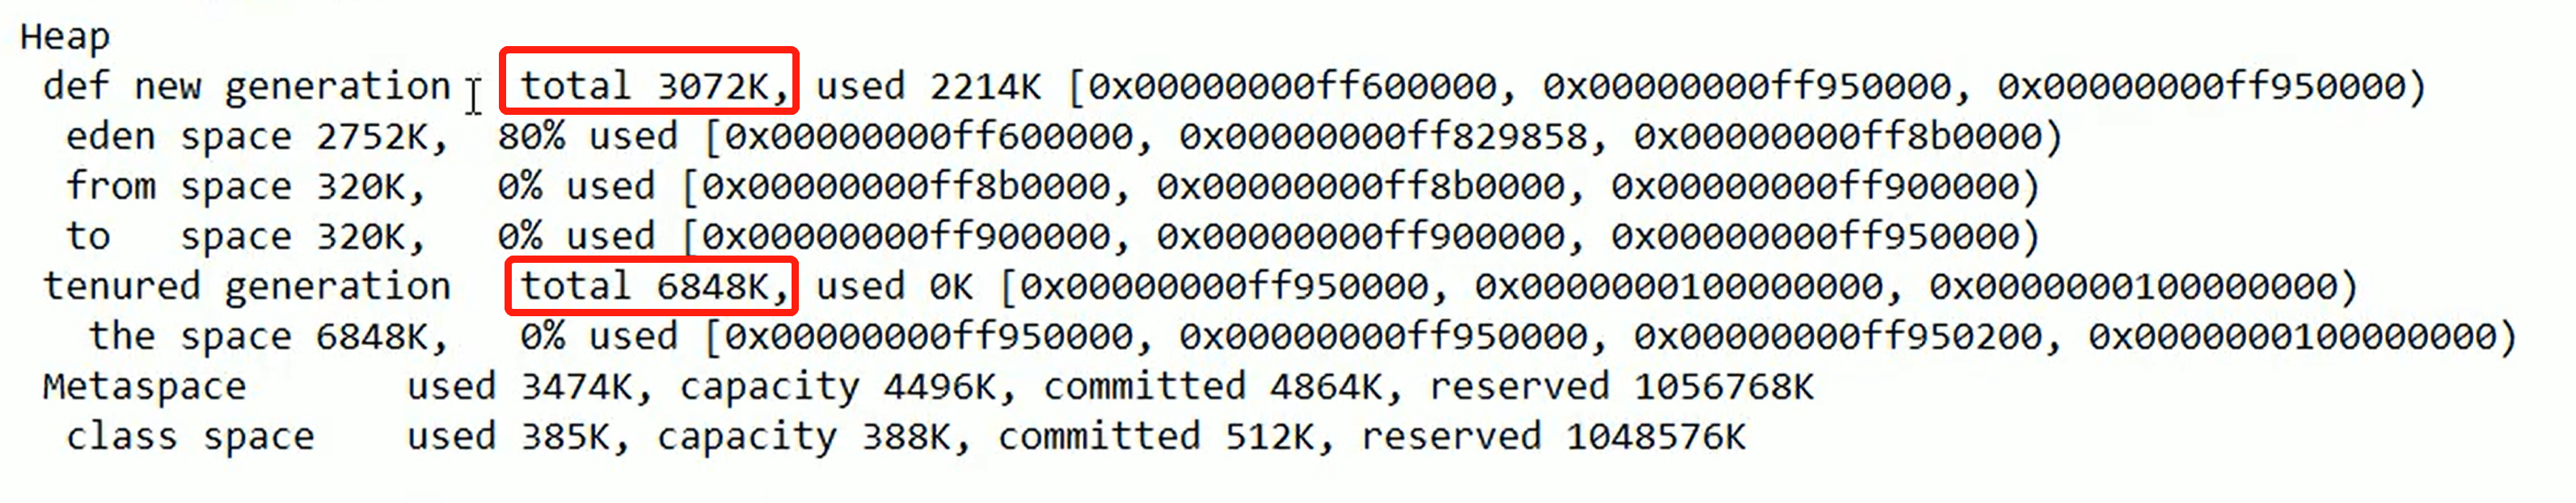 Heap
def new generation total 3072K, used 2214K [0x00000000ff600000, 0x00000000ff950000, 0x00000000ff950000)
eden space 2752K, 80% used [0x00000000ff600000, 0x00000000ff829858, 0x00000000ff8b0000)
from space 320K, 0% used [0x00000000ff8b0000, 0x00000000ff8b0000, 0x00000000ff900000)
to space 320K, 0% used [0x00000000ff900000, 0x00000000ff900000, 0x00000000ff950000)
tenured generation total 6848K, used 0K [0x00000000ff950000, 0x0000000100000000, 0x0000000100000000)
the space 6848K, 0% used [0x00000000ff950000, 0x00000000ff950000, 0x00000000ff950200, 0x0000000100000000)
Metaspace used 3474K, capacity 4496K, committed 4864K, reserved 1056768K
class space used 385K, capacity 388K, committed 512K, reserved 1048576K